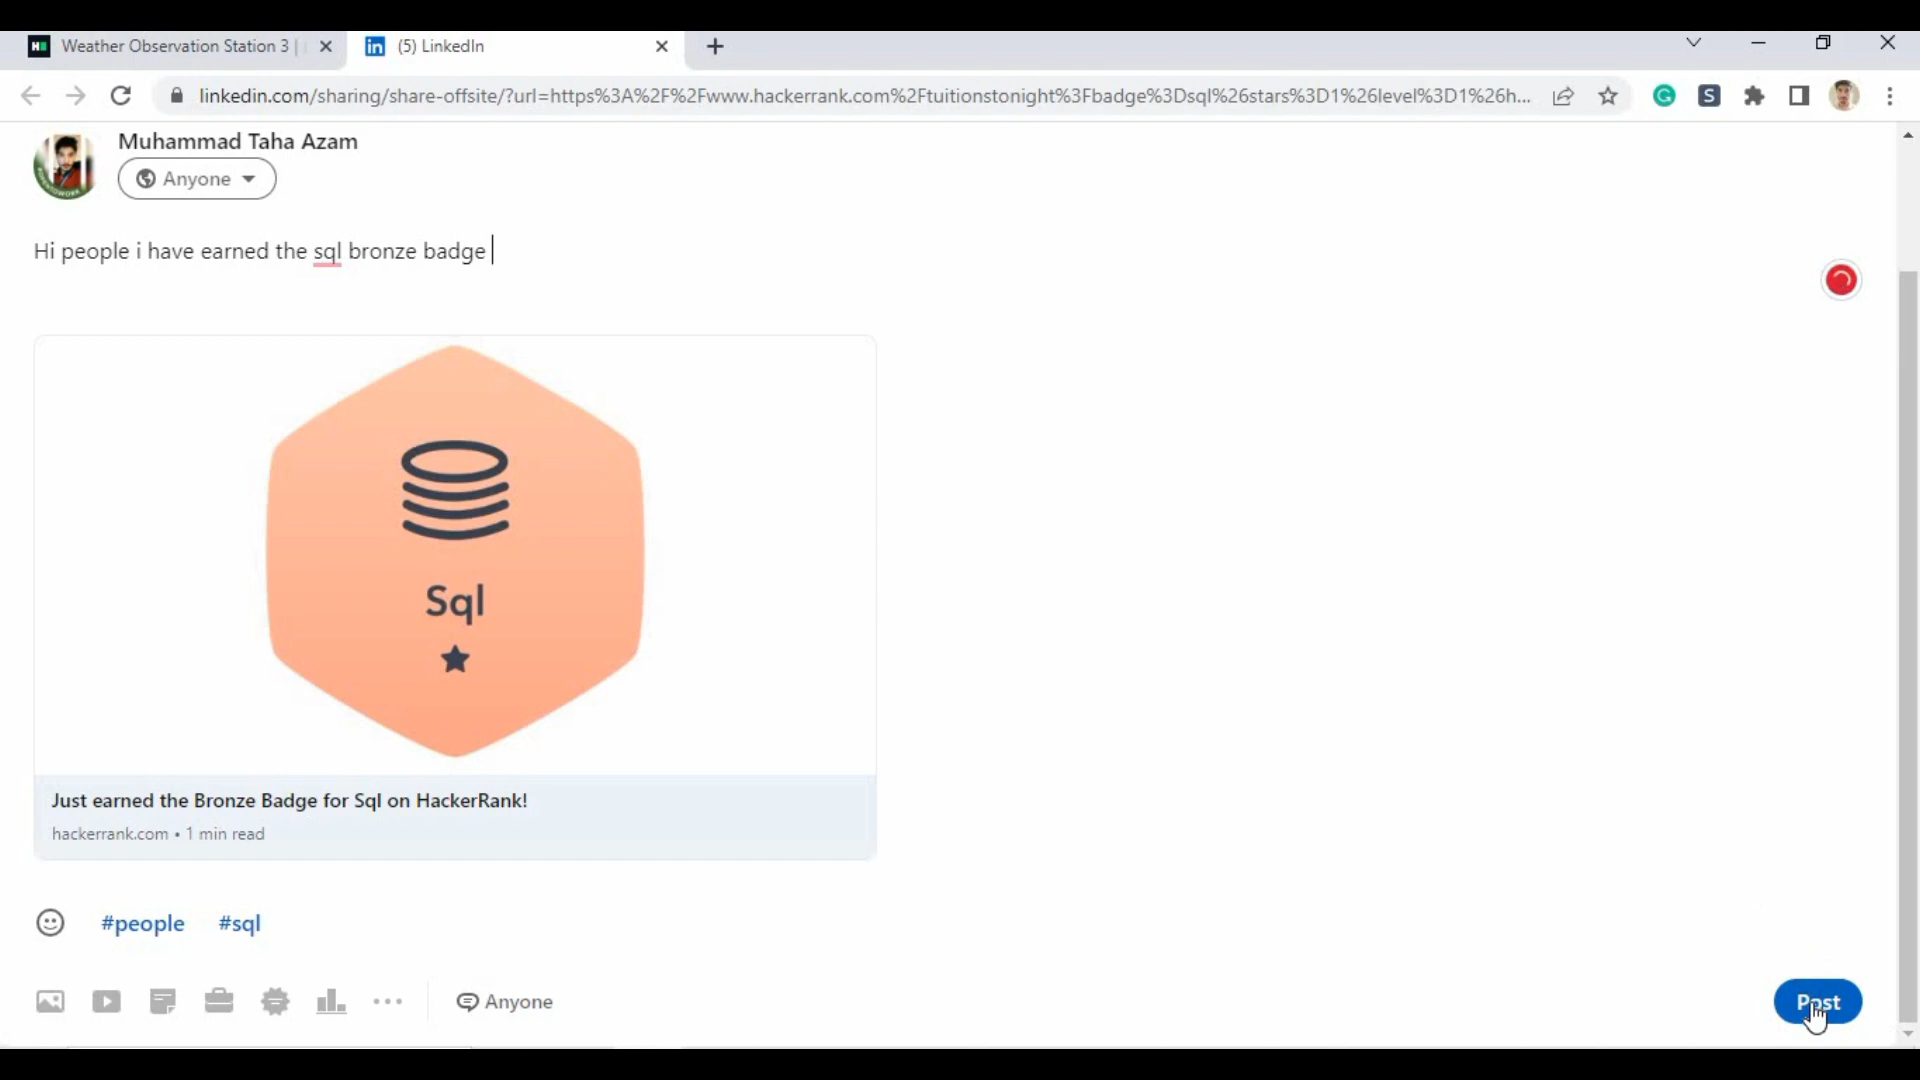 Weather Observation Station 3 |
(5) LinkedIn
linkedin.com/sharing/share-offsite/?url=https%3A%2F%2Fwww.hackerrank.com%2Ftuitionstonight%3Fbadge%3Dsql%26stars%3D1%26level%3D1%26h...
Muhammad Taha Azam
Anyone
Hi people i have earned the sql bronze badge
Sql
Just earned the Bronze Badge for Sql on HackerRank!
hackerrank.com • 1 min read
#people #sql
Anyone
Post